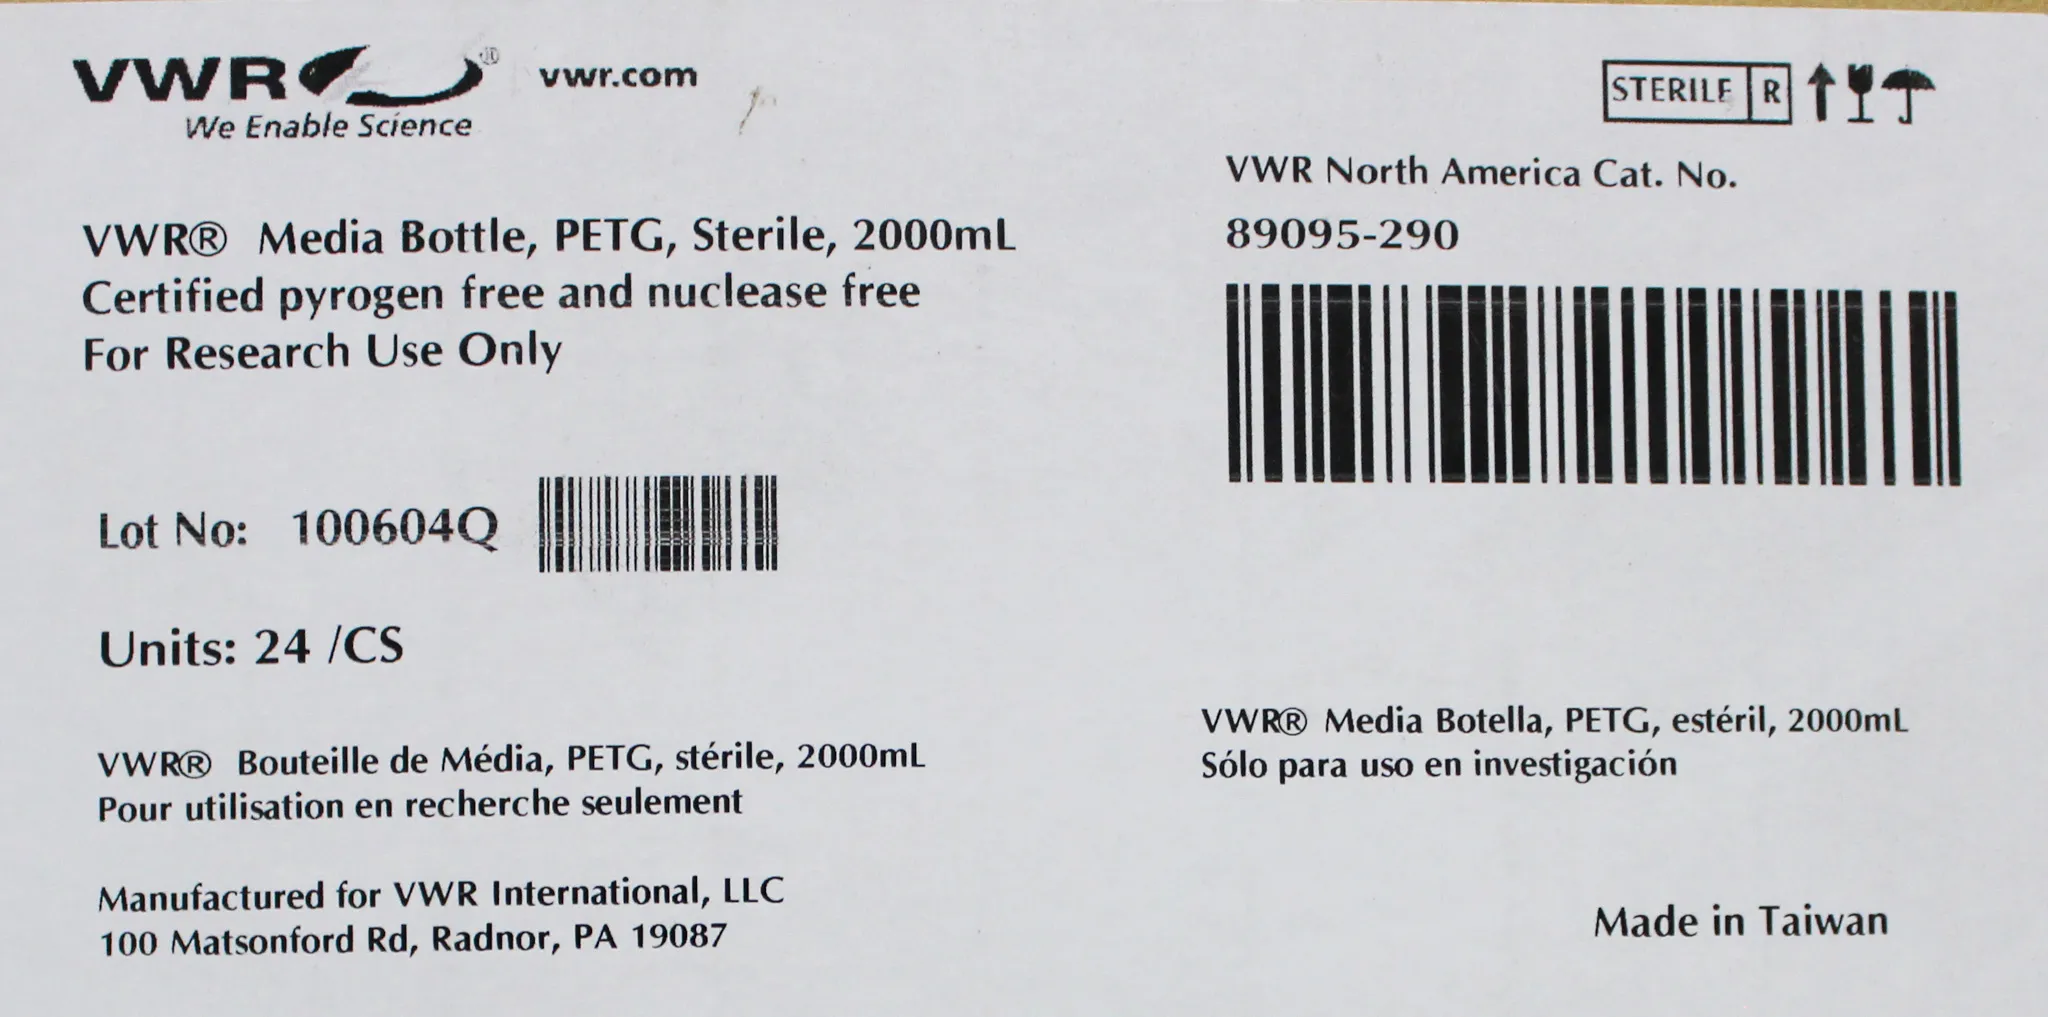 VWR® vwr.com
We Enable Science
STERILE R
VWR® Media Bottle, PETG, Sterile, 2000mL
Certified pyrogen free and nuclease free
For Research Use Only
VWR North America Cat. No.
89095-290
Lot No: 100604Q
Units: 24 /CS
VWR® Bouteille de Média, PETG, stérile, 2000mL
Pour utilisation en recherche seulement
VWR® Media Botella, PETG, estéril, 2000mL
Sólo para uso en investigación
Manufactured for VWR International, LLC
100 Matsonford Rd, Radnor, PA 19087
Made in Taiwan